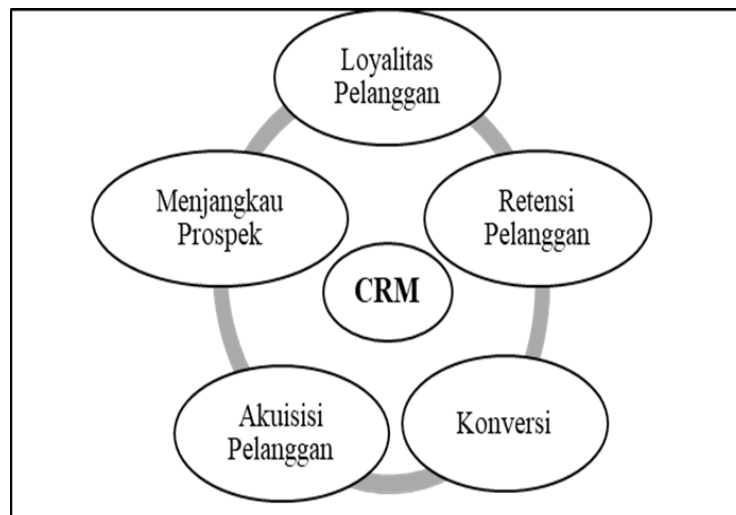 Loyalitas
Pelanggan
Menjangkau
Prospek
Retensi
Pelanggan
CRM
Akuisisi
Pelanggan
Konversi